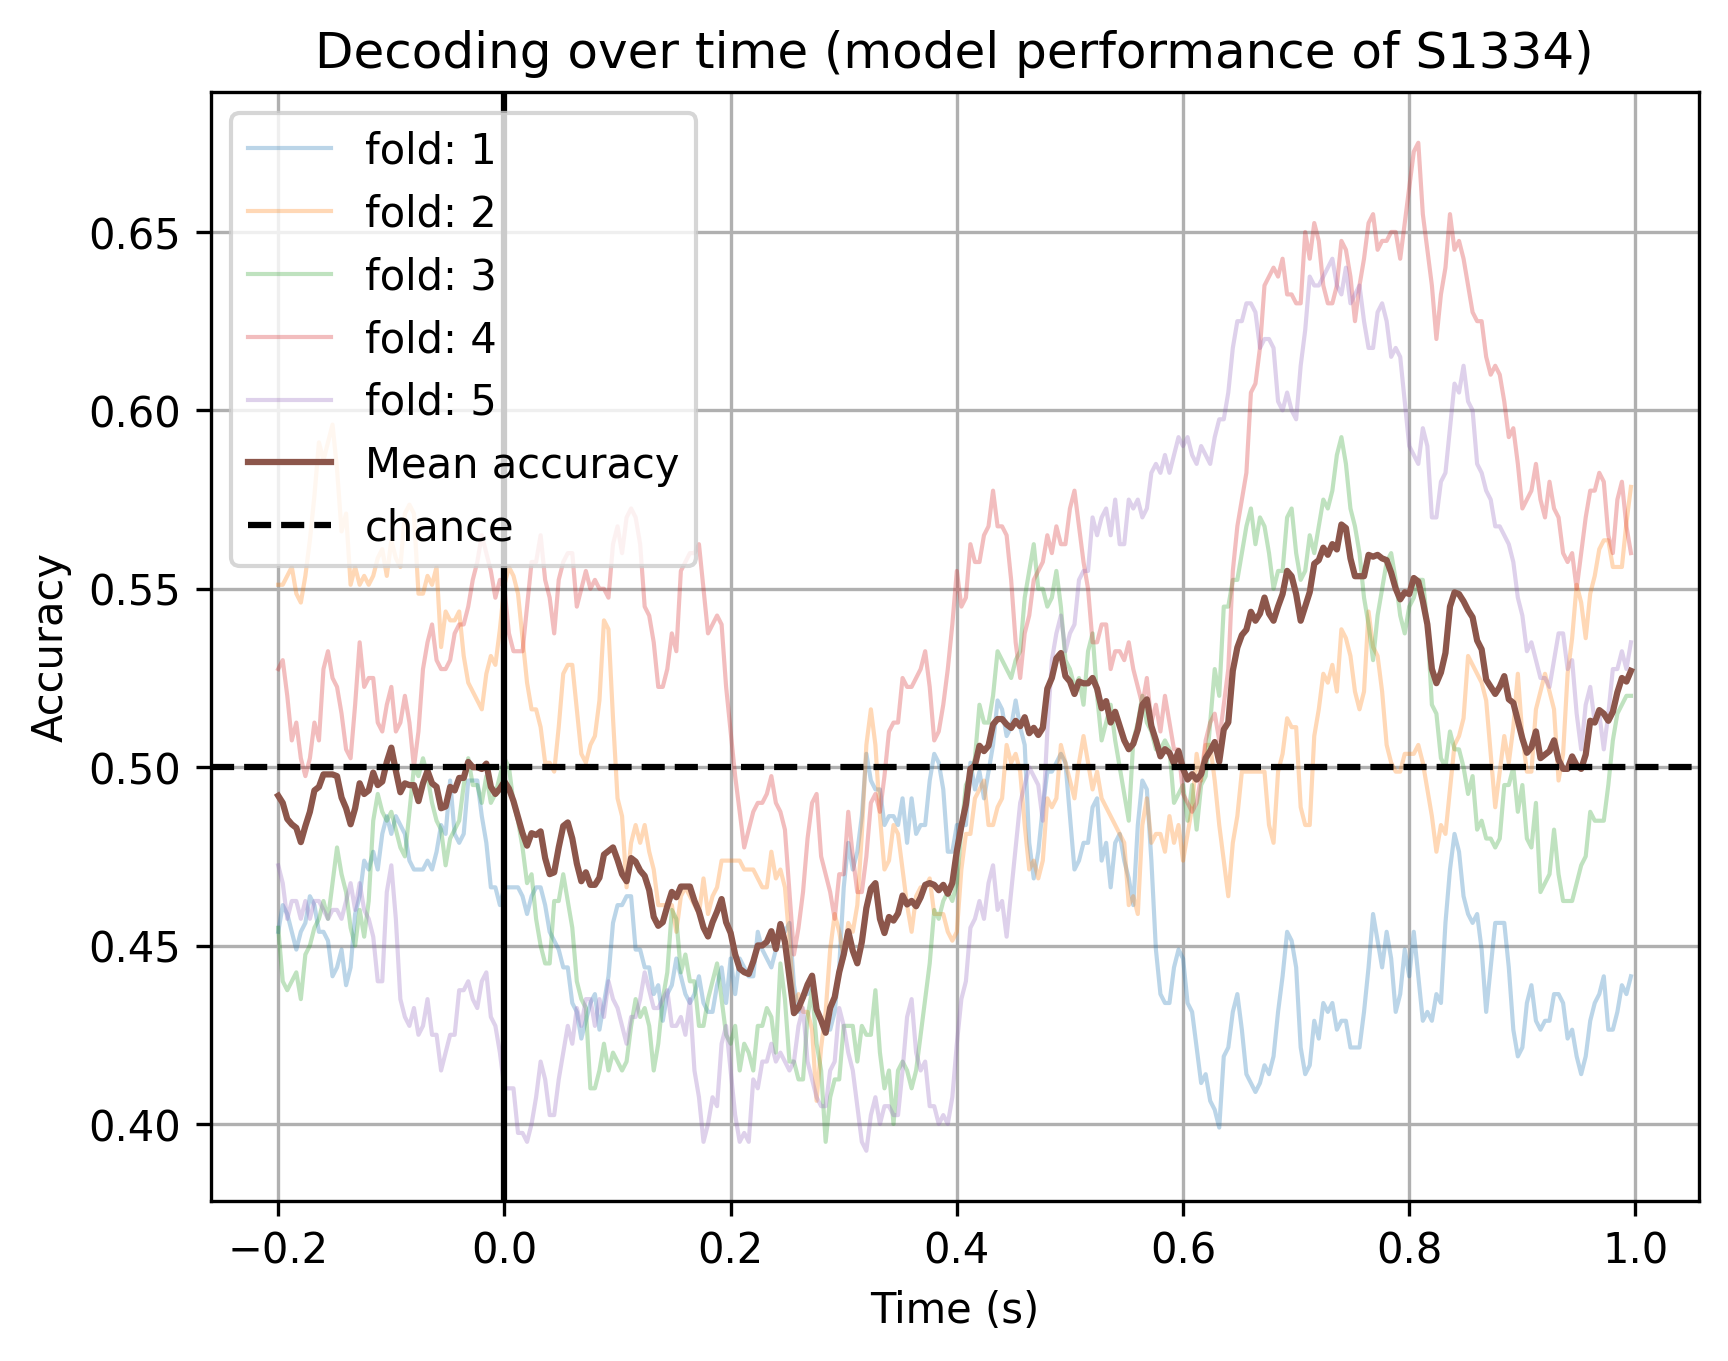 Decoding over time (model performance of S1334)
fold: 1
fold: 2
fold: 3
fold: 4
fold: 5
Mean accuracy
chance
Accuracy
0.65
0.60
0.55
0.50
0.45
0.40
−0.2 0.0 0.2 0.4 0.6 0.8 1.0
Time (s)